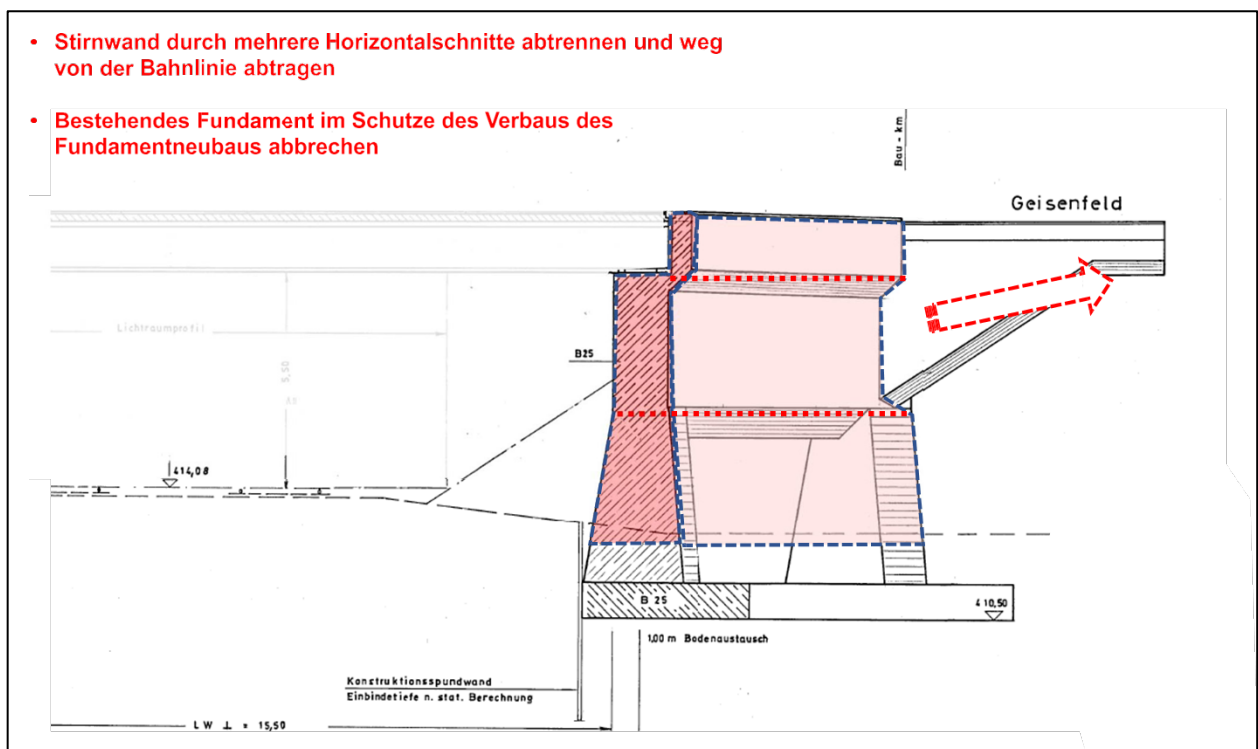 • Stirnwand durch mehrere Horizontalschnitte abtrennen und weg
von der Bahnlinie abtragen
• Bestehendes Fundament im Schutze des Verbaus des
Fundamentneubaus abbrechen
Bau - km
Geisenfeld
Lichtraumprofil
5,50
B25
414,08
B 25
410,50
1,00 m Bodenaustausch
Konstruktionsspundwand
Einbindetiefe n. stat. Berechnung
LW ⊥ = 15,50